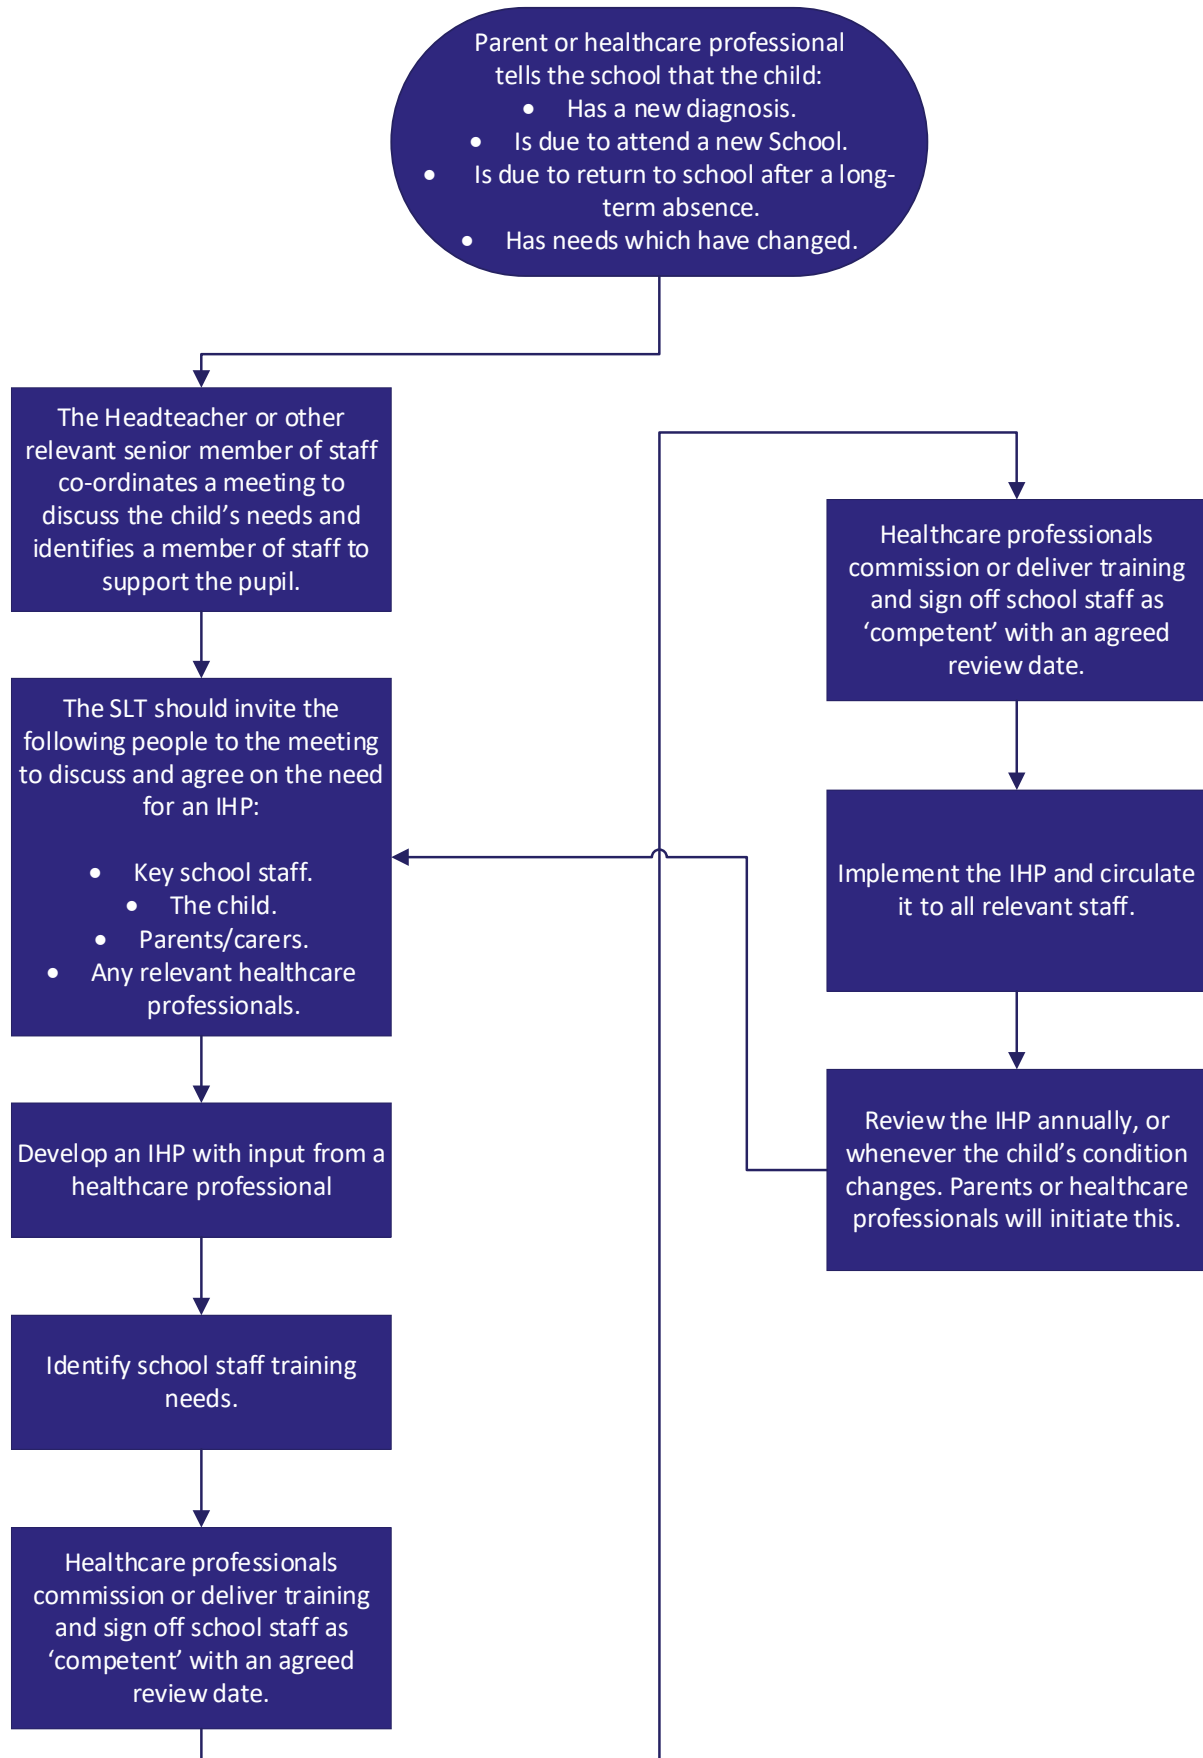 Parent or healthcare professional
tells the school that the child:
• Has a new diagnosis.
• Is due to attend a new School.
• Is due to return to school after a long-
term absence.
• Has needs which have changed.
The Headteacher or other
relevant senior member of staff
co-ordinates a meeting to
discuss the child’s needs and
identifies a member of staff to
support the pupil.
The SLT should invite the
following people to the meeting
to discuss and agree on the need
for an IHP:
• Key school staff.
• The child.
• Parents/carers.
• Any relevant healthcare
professionals.
Develop an IHP with input from a
healthcare professional
Identify school staff training
needs.
Healthcare professionals
commission or deliver training
and sign off school staff as
‘competent’ with an agreed
review date.
Healthcare professionals
commission or deliver training
and sign off school staff as
‘competent’ with an agreed
review date.
Implement the IHP and circulate
it to all relevant staff.
Review the IHP annually, or
whenever the child’s condition
changes. Parents or healthcare
professionals will initiate this.